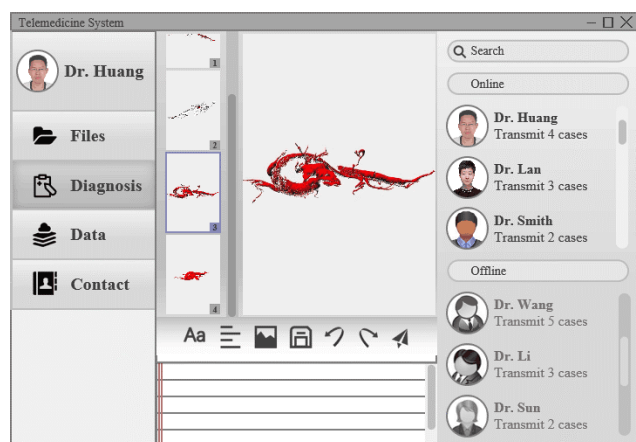 Telemedicine System
Dr. Huang
Files
Diagnosis
Data
Contact
1
2
3
4
Aa
Search
Online
Dr. Huang
Transmit 4 cases
Dr. Lan
Transmit 3 cases
Dr. Smith
Transmit 2 cases
Offline
Dr. Wang
Transmit 5 cases
Dr. Li
Transmit 3 cases
Dr. Sun
Transmit 2 cases